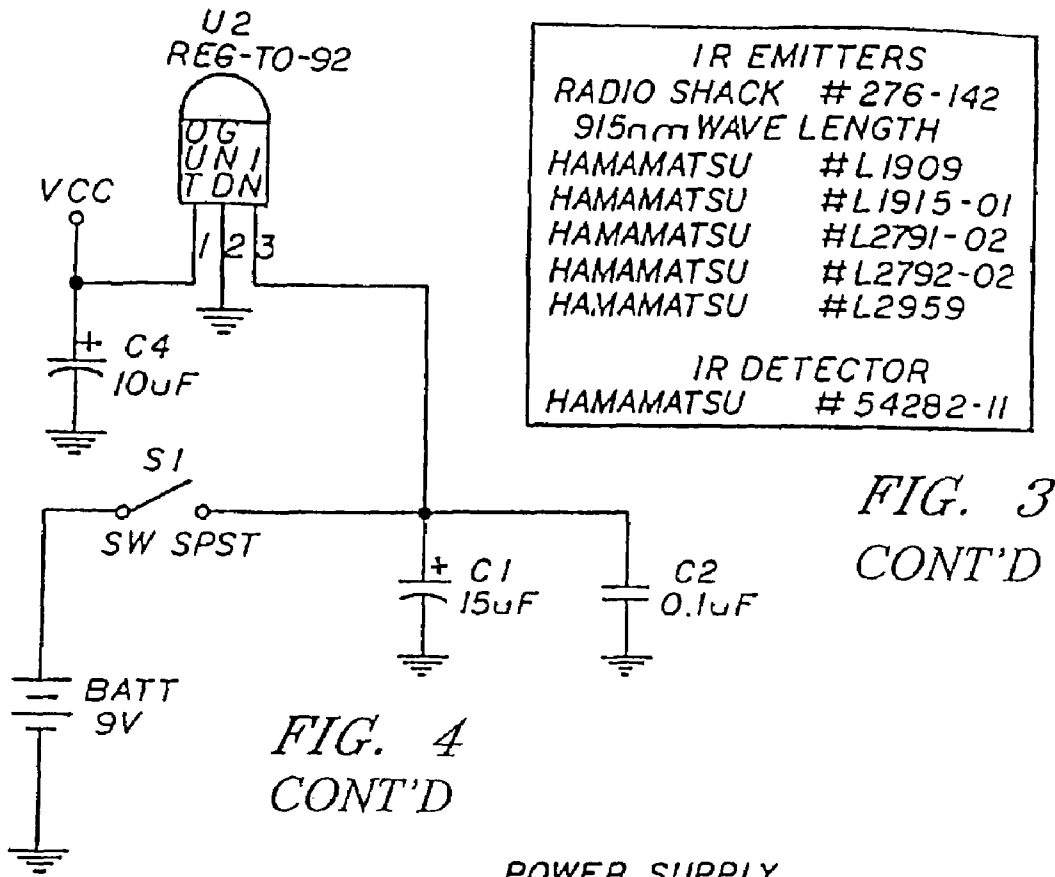 U2
REG-TO-92
OG
UNI
TDN
1 2 3
VCC
+ C4
10uF
S1
SW SPST
+ C1
15uF
C2
0.1uF
BATT
9V
FIG. 4
CONT'D
IR EMITTERS
RADIO SHACK #276-142
915nm WAVE LENGTH
HAMAMATSU #L1909
HAMAMATSU #L1915-01
HAMAMATSU #L2791-02
HAMAMATSU #L2792-02
HAMAMATSU #L2959
IR DETECTOR
HAMAMATSU #54282-11
FIG. 3
CONT'D
POWER SUPPLY